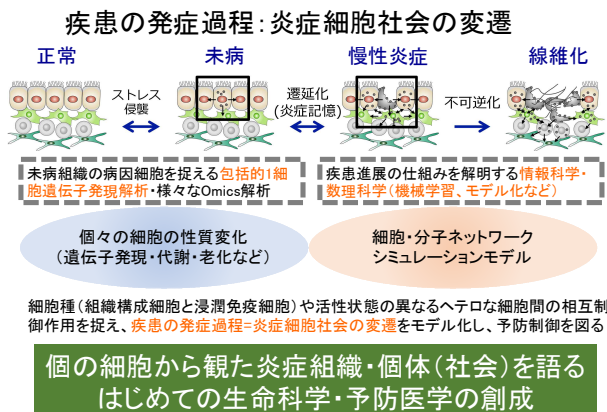 疾患の発症過程:炎症細胞社会の変遷
正常
未病
慢性炎症
線維化
ストレス
侵襲
遷延化
(炎症記憶)
不可逆化
未病組織の病因細胞を捉える包括的1細
胞遺伝子発現解析・様々なOmics解析
疾患進展の仕組みを解明する情報科学・
数理科学(機械学習、モデル化など)
個々の細胞の性質変化
(遺伝子発現・代謝・老化など)
細胞・分子ネットワーク
シミュレーションモデル
細胞種(組織構成細胞と浸潤免疫細胞)や活性状態の異なるヘテロな細胞間の相互制
御作用を捉え、疾患の発症過程=炎症細胞社会の変遷をモデル化し、予防制御を図る
個の細胞から観た炎症組織・個体(社会)を語る
はじめての生命科学・予防医学の創成